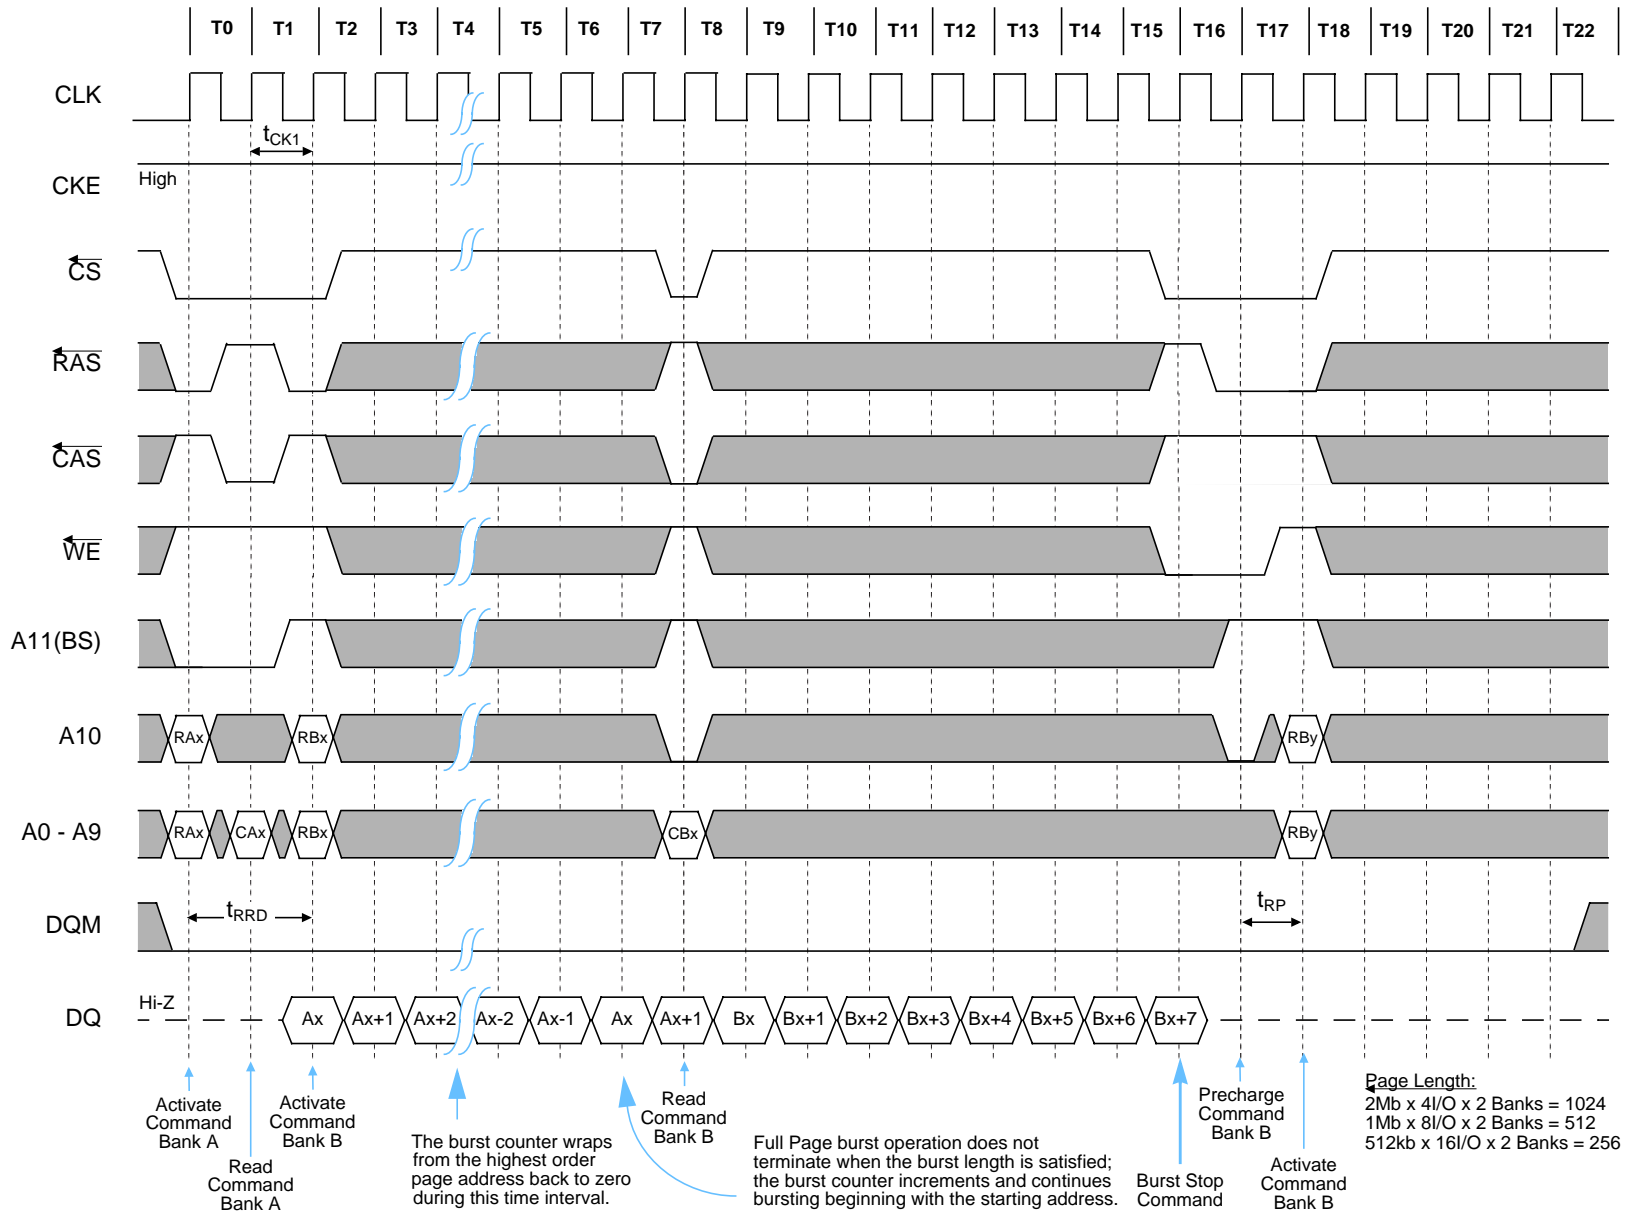 T0 T1 T2 T3 T4 T5 T6 T7 T8 T9 T10 T11 T12 T13 T14 T15 T16 T17 T18 T19 T20 T21 T22
CLK
tCK1
CKE
High
CS
RAS
CAS
WE
A11(BS)
A10
RAx RBx RBy
A0 - A9
RAx CAx RBx CBx RBy
DQM
tRRD
tRP
DQ
Hi-Z
Ax Ax+1 Ax+2 Ax-2 Ax-1 Ax Ax+1 Bx Bx+1 Bx+2 Bx+3 Bx+4 Bx+5 Bx+6 Bx+7
Activate
Command
Bank A
Read
Command
Bank A
Activate
Command
Bank B
The burst counter wraps
from the highest order
page address back to zero
during this time interval.
Read
Command
Bank B
Full Page burst operation does not
terminate when the burst length is satisfied;
the burst counter increments and continues
bursting beginning with the starting address.
Burst Stop
Command
Precharge
Command
Bank B
Activate
Command
Bank B
Page Length:
2Mb x 4I/O x 2 Banks = 1024
1Mb x 8I/O x 2 Banks = 512
512kb x 16I/O x 2 Banks = 256